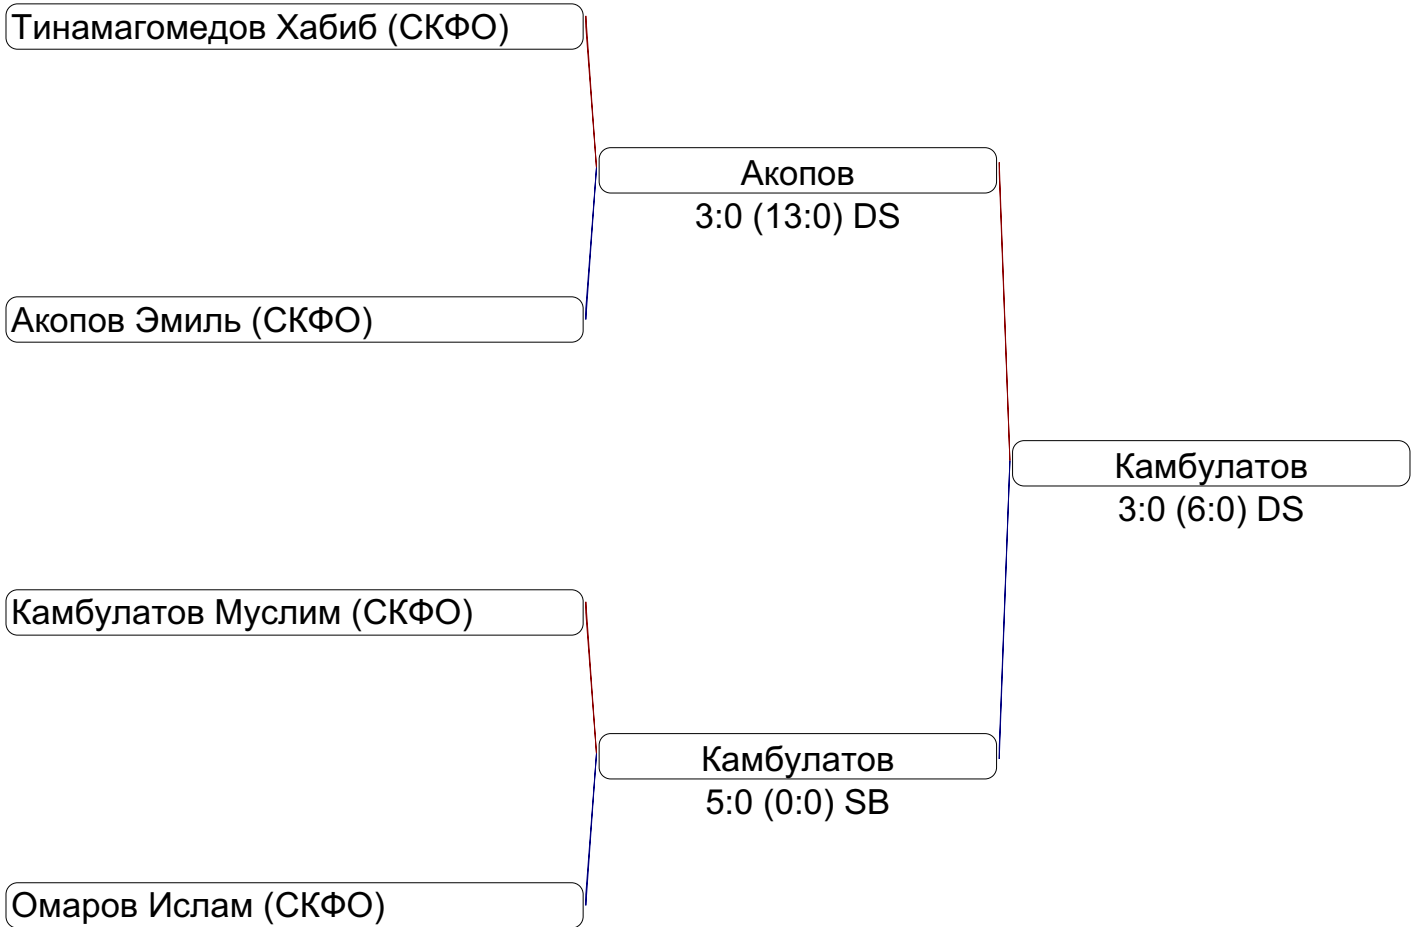 Тинамагомедов Хабиб (СКФО)
Акопов
3:0 (13:0) DS
Акопов Эмиль (СКФО)
Камбулатов
3:0 (6:0) DS
Камбулатов Муслим (СКФО)
Камбулатов
5:0 (0:0) SB
Омаров Ислам (СКФО)